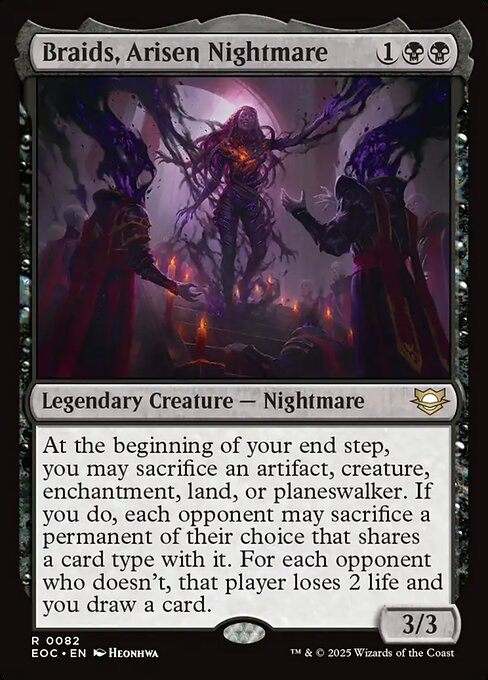 Braids, Arisen Nightmare 1
Legendary Creature — Nightmare
At the beginning of your end step,
you may sacrifice an artifact, creature,
enchantment, land, or planeswalker. If
you do, each opponent may sacrifice a
permanent of their choice that shares
a card type with it. For each opponent
who doesn't, that player loses 2 life and
you draw a card.
3/3
R 0082
EOC • EN Heonhwa
™ & © 2025 Wizards of the Coast